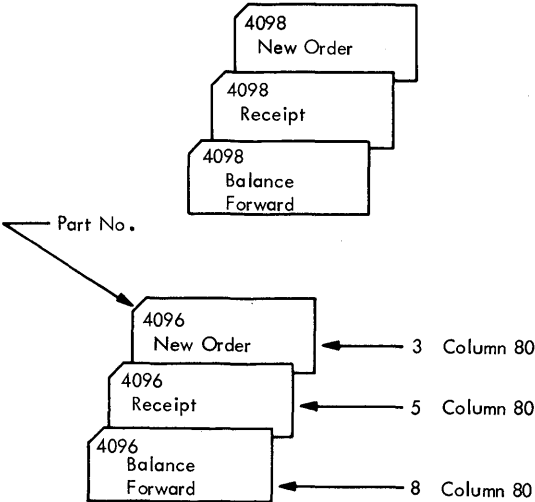 4098
New Order
4098
Receipt
4098
Balance
Forward
Part No.
4096
New Order
3 Column 80
4096
Receipt
5 Column 80
4096
Balance
Forward
8 Column 80